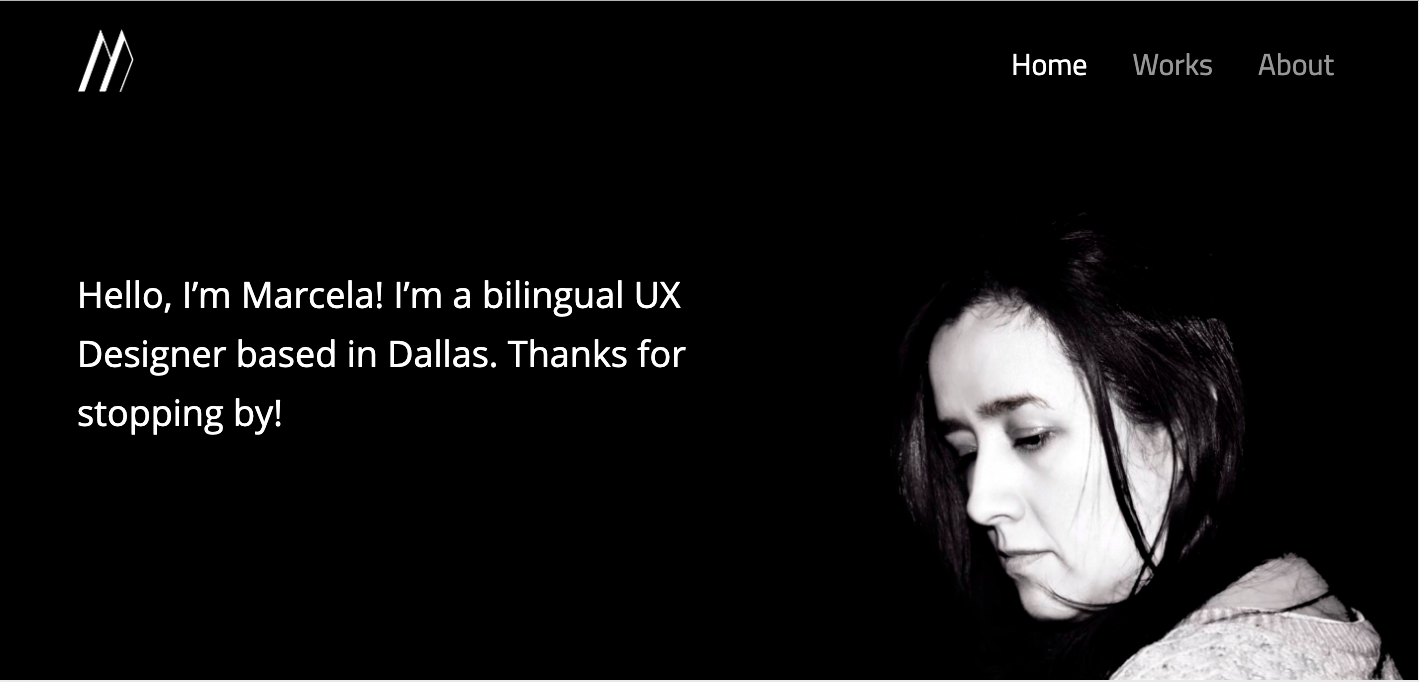 Home Works About
Hello, I’m Marcela! I’m a bilingual UX
Designer based in Dallas. Thanks for
stopping by!